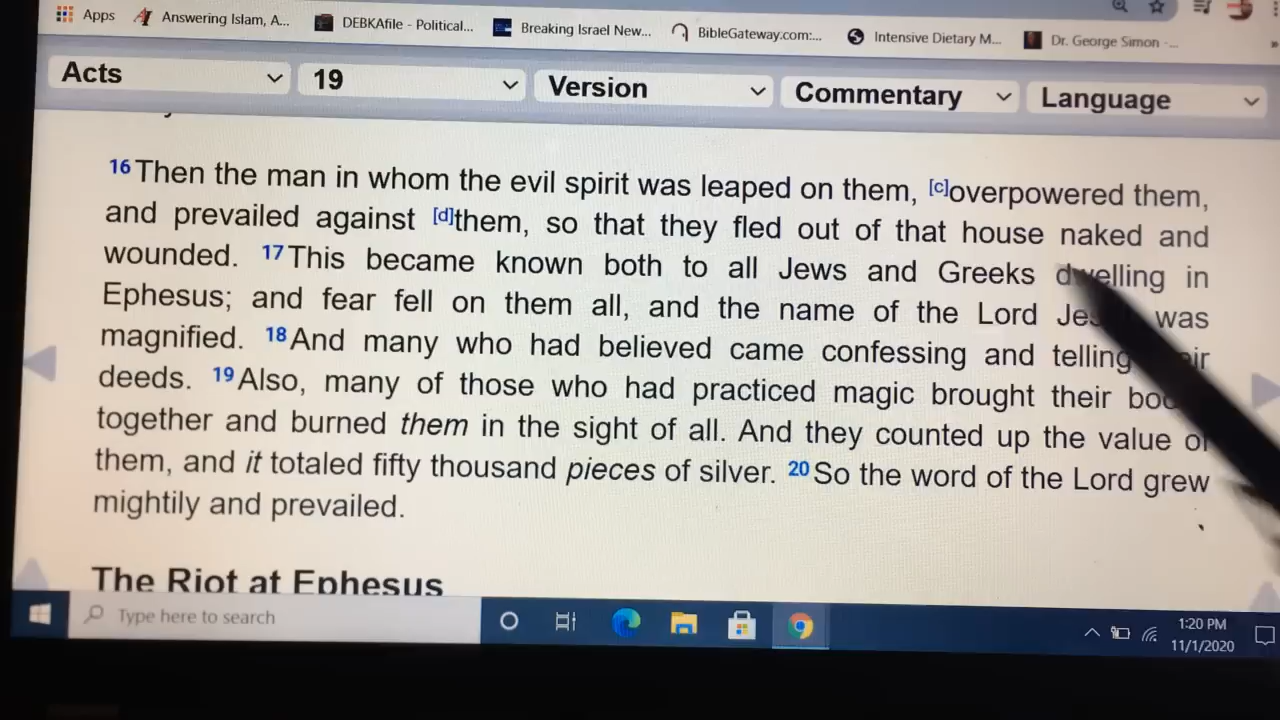 Apps Answering Islam, A... DEBKAfile - Political... Breaking Israel New... BibleGateway.com:... Intensive Dietary M... Dr. George Simon -... »
Acts 19 Version Commentary Language
16 Then the man in whom the evil spirit was leaped on them, [c]overpowered them,
and prevailed against [d]them, so that they fled out of that house naked and
wounded. 17 This became known both to all Jews and Greeks dwelling in
Ephesus; and fear fell on them all, and the name of the Lord was
magnified. 18 And many who had believed came confessing and telling
deeds. 19 Also, many of those who had practiced magic brought their
together and burned them in the sight of all. And they counted up the value of
them, and it totaled fifty thousand pieces of silver. 20 So the word of the Lord grew
mightily and prevailed.
The Riot at Ephesus
Type here to search
1:20 PM
11/1/2020